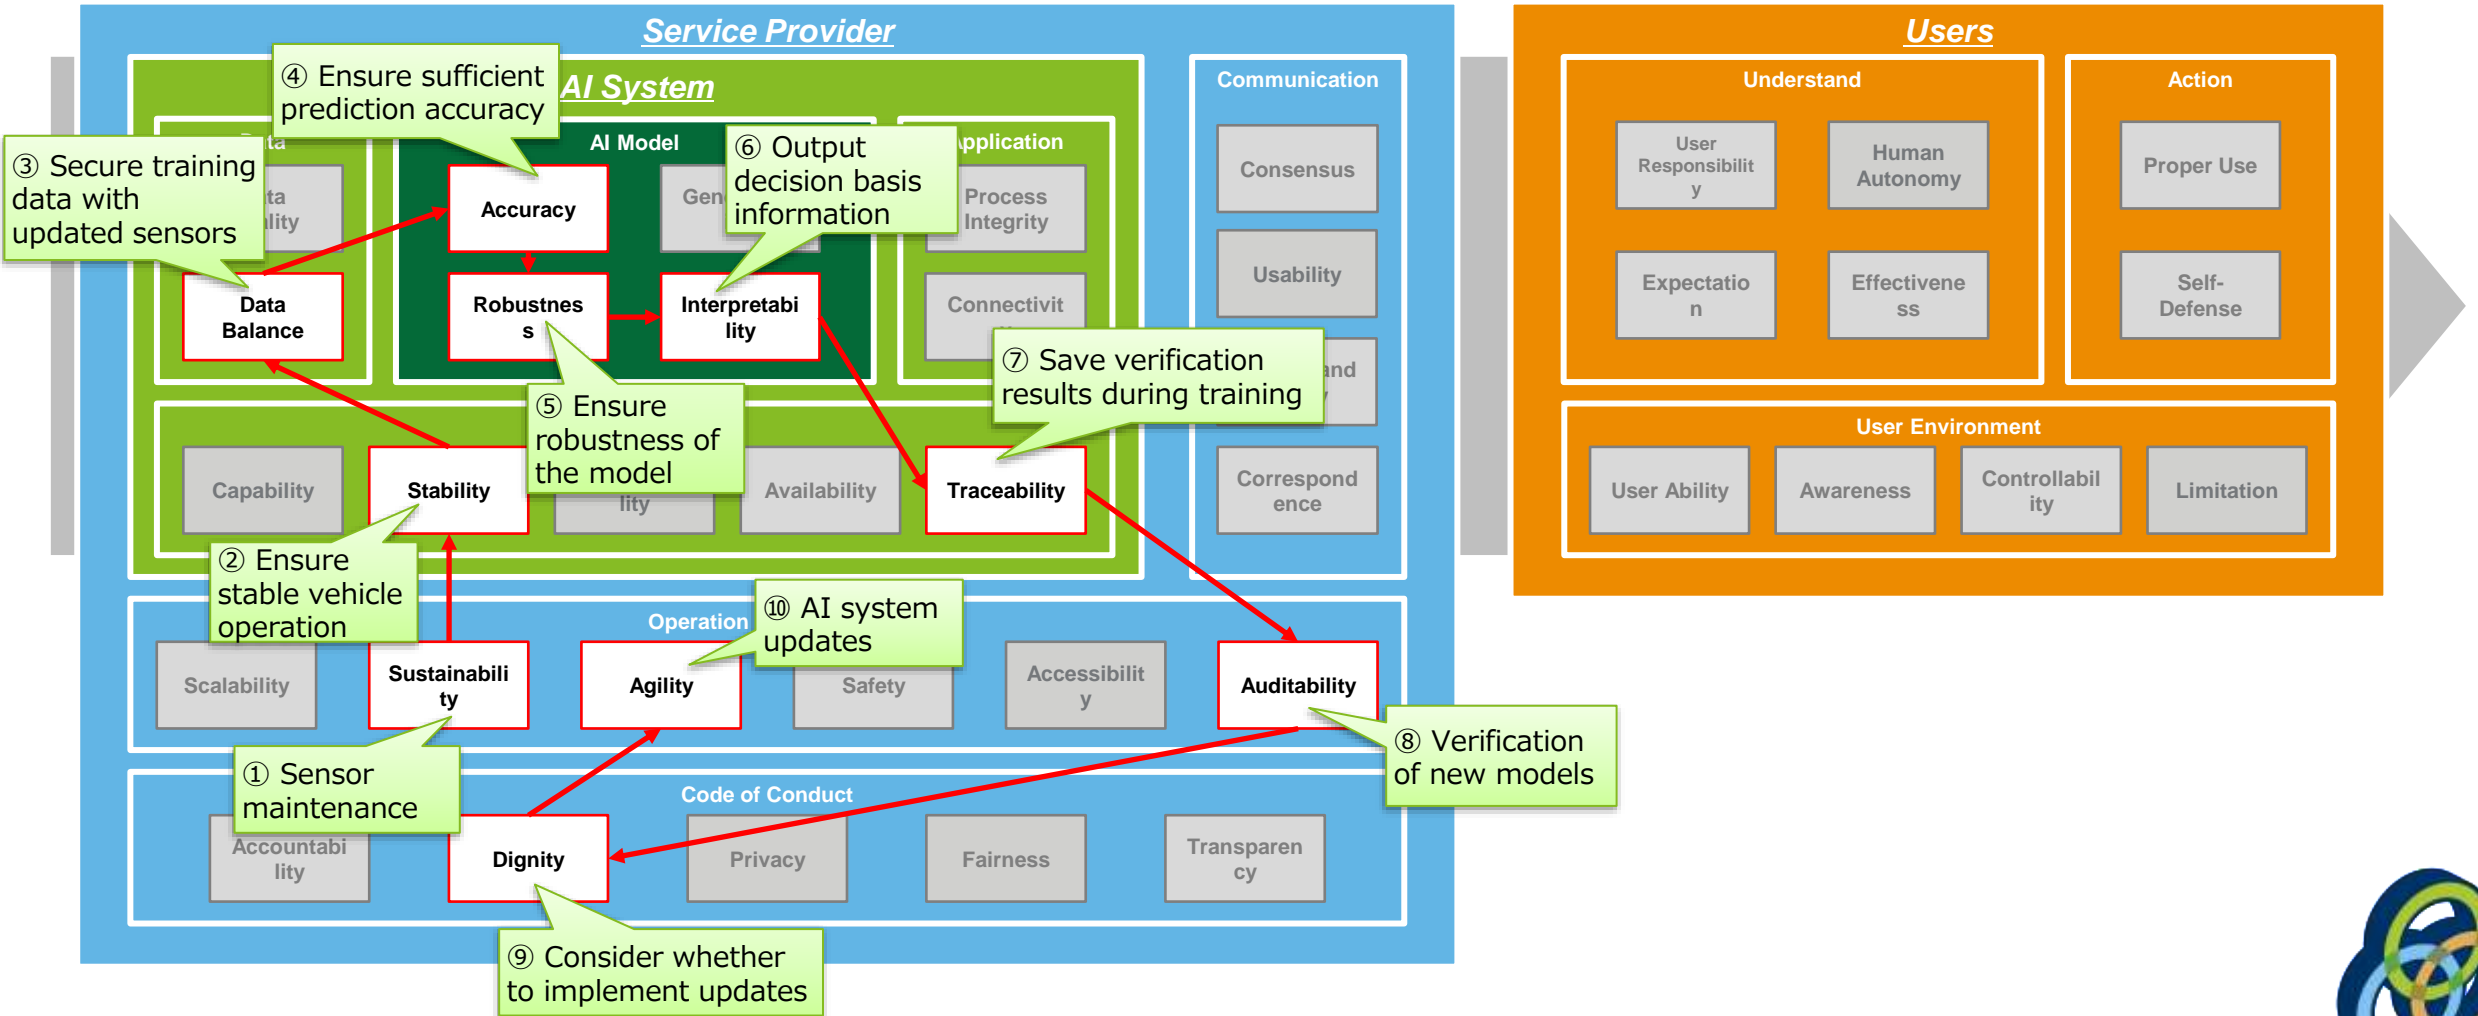 Service Provider
AI System
④ Ensure sufficient
prediction accuracy
③ Secure training
data with
updated sensors
AI Model
Accuracy
Robustnes
s
Interpretabi
lity
⑥ Output
decision basis
information
Application
Process
Integrity
Connectivit
Data
Balance
⑤ Ensure
robustness of
the model
⑦ Save verification
results during training
Capability
Stability
lity
Availability
Traceability
② Ensure
stable vehicle
operation
Communication
Consensus
Usability
Correspond
ence
Operation
⑩ AI system
updates
Scalability
Sustainabili
ty
Agility
Safety
Accessibilit
y
Auditability
① Sensor
maintenance
⑧ Verification
of new models
Code of Conduct
Accountabi
lity
Dignity
Privacy
Fairness
Transparen
cy
⑨ Consider whether
to implement updates
Users
Understand
User
Responsibilit
y
Human
Autonomy
Expectatio
n
Effectivene
ss
Action
Proper Use
Self-
Defense
User Environment
User Ability
Awareness
Controllabil
ity
Limitation